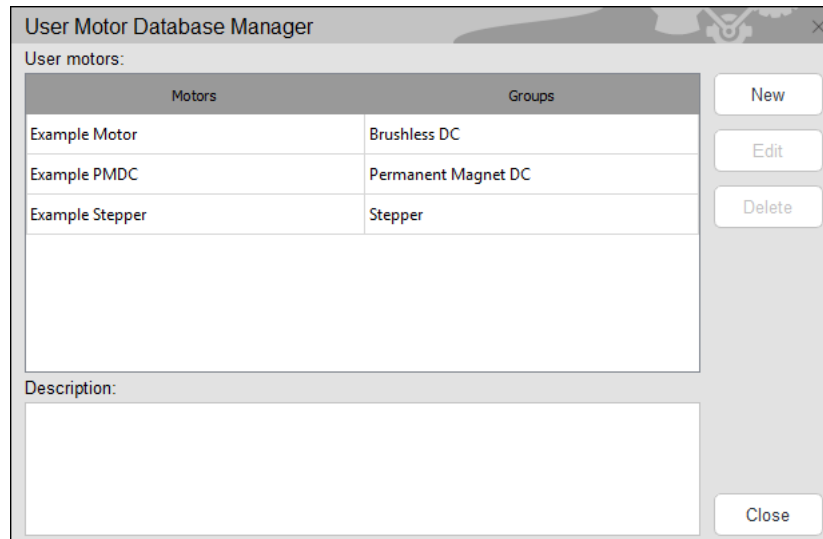 User Motor Database Manager
User motors:
Motors Groups New
Example Motor Brushless DC
Edit
Example PMDC Permanent Magnet DC
Example Stepper Stepper Delete
Description:
Close